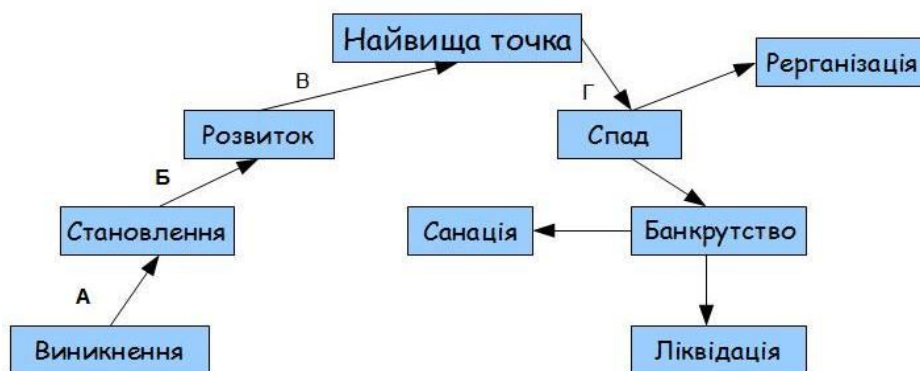 Найвища точка
Рерганізація
В
Г
Розвиток
Спад
Б
Становлення
Санація
Банкрутство
А
Виникнення
Ліквідація